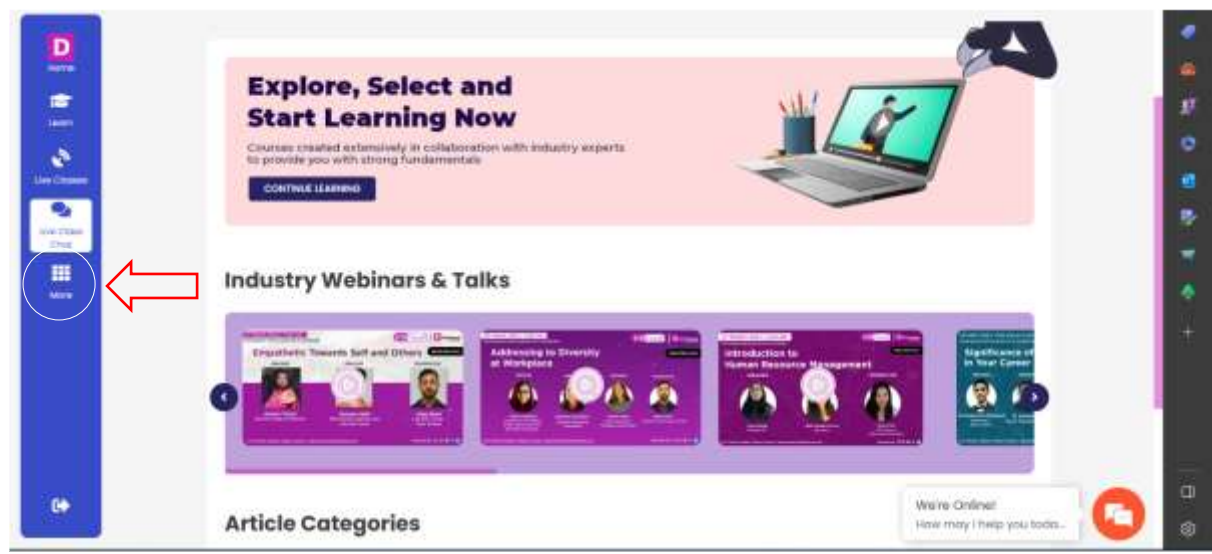 D
Home
Learn
Live Classes
Live Class
Chat
More
Explore, Select and
Start Learning Now
Courses created extensively in collaboration with industry experts
to provide you with strong fundamentals
CONTINUE LEARNING
Industry Webinars & Talks
Empathetic Towards Self and Others
Addressing to Diversity
at Workplace
Introduction to
Human Resource Management
Significance of
in Your Career
Article Categories
We're Online!
How may I help you toda...